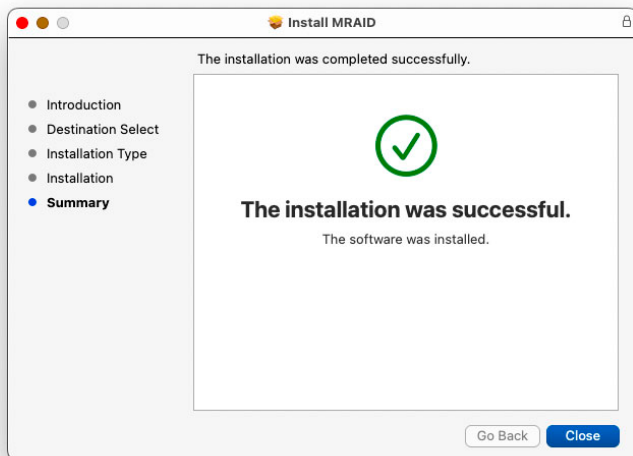 Install MRAID
The installation was completed successfully.
Introduction
Destination Select
Installation Type
Installation
Summary
The installation was successful.
The software was installed.
Go Back
Close